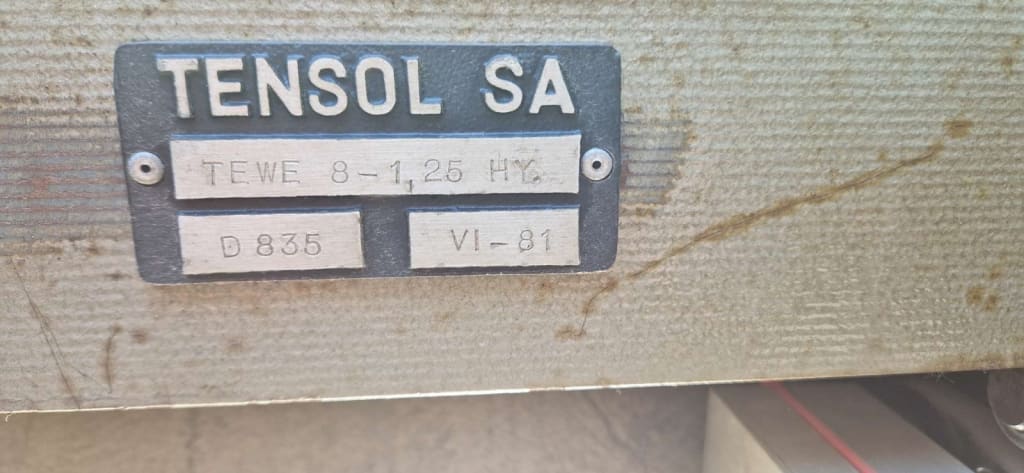 TENSOL SA
TEWE 8-1,25 HY.
D 835 VI-81